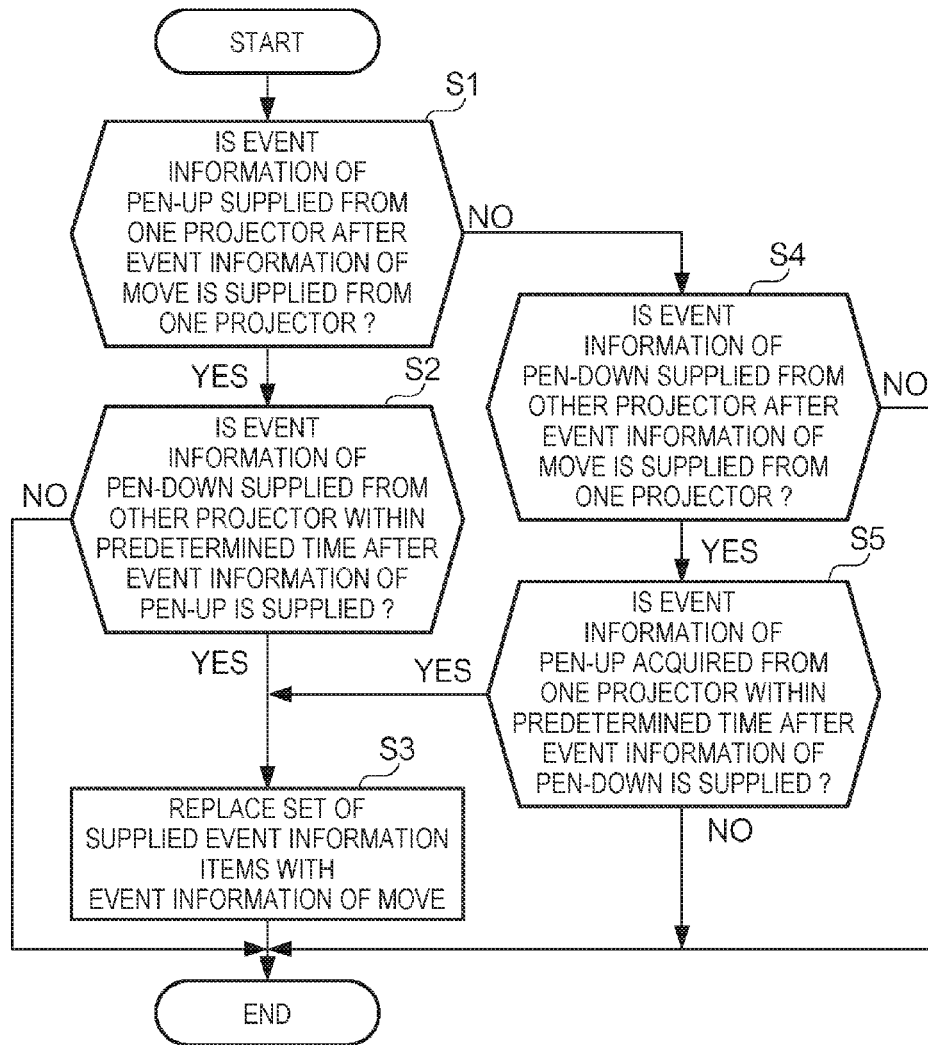 START
S1
IS EVENT
INFORMATION OF
PEN-UP SUPPLIED FROM
ONE PROJECTOR AFTER
EVENT INFORMATION OF
MOVE IS SUPPLIED FROM
ONE PROJECTOR ?
NO
YES
S4
IS EVENT
INFORMATION OF
PEN-DOWN SUPPLIED FROM
OTHER PROJECTOR AFTER
EVENT INFORMATION OF
MOVE IS SUPPLIED FROM
ONE PROJECTOR ?
NO
YES
S2
IS EVENT
INFORMATION OF
PEN-DOWN SUPPLIED FROM
OTHER PROJECTOR WITHIN
PREDETERMINED TIME AFTER
EVENT INFORMATION OF
PEN-UP IS SUPPLIED ?
NO
YES
S5
IS EVENT
INFORMATION OF
PEN-UP ACQUIRED FROM
ONE PROJECTOR WITHIN
PREDETERMINED TIME AFTER
EVENT INFORMATION OF
PEN-DOWN IS SUPPLIED ?
YES
NO
S3
REPLACE SET OF
SUPPLIED EVENT INFORMATION
ITEMS WITH
EVENT INFORMATION OF MOVE
END